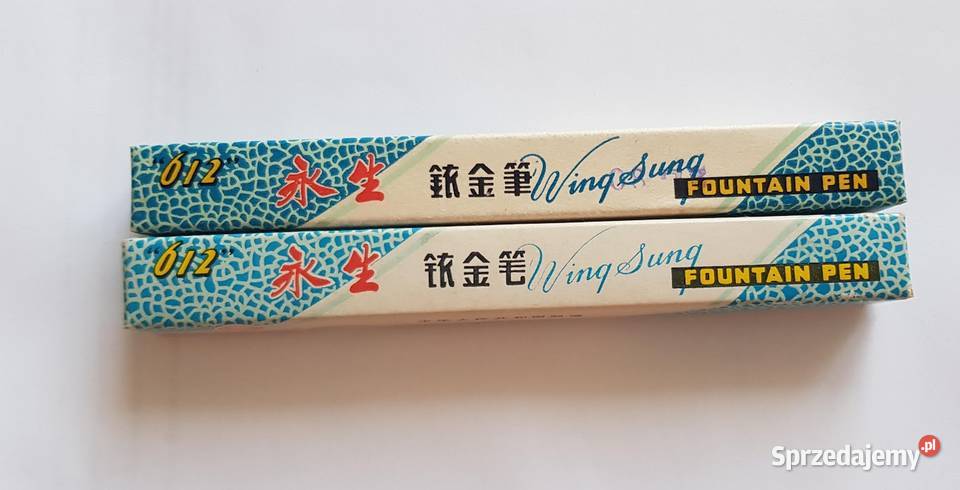 "612" 永生 銥金筆 Wing Sung FOUNTAIN PEN
"612" 永生 铱金笔 Wing Sung FOUNTAIN PEN
Sprzedajemy.pl